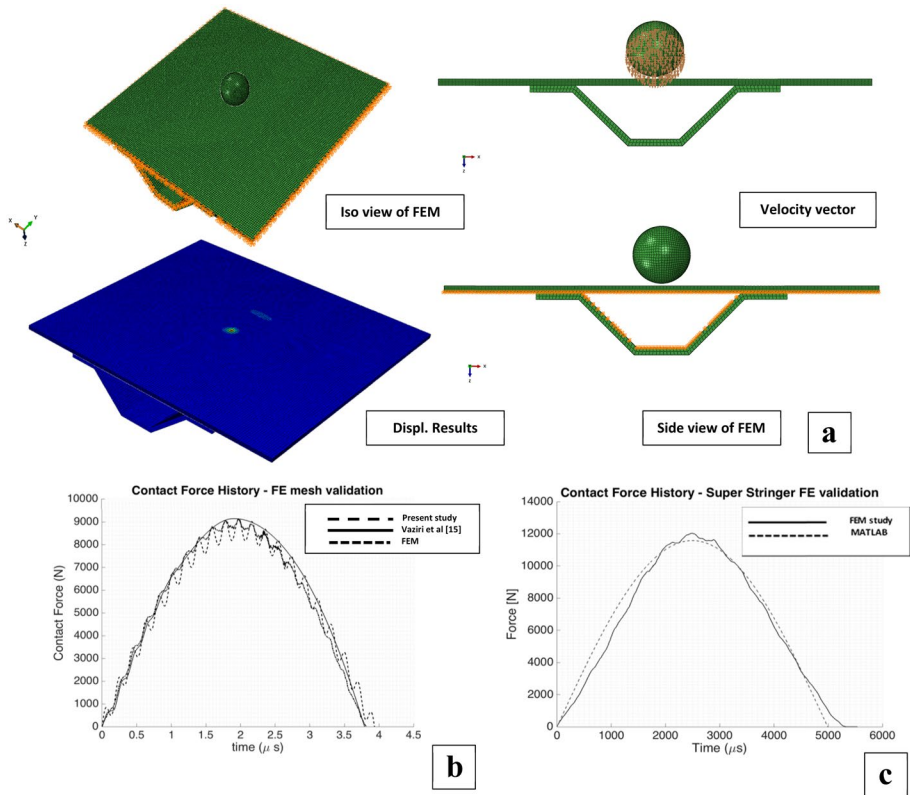 Iso view of FEM
Velocity vector
X
Y
Z
X
Z
X
Z
Displ. Results
Side view of FEM
a
Contact Force History - FE mesh validation
10000
9000
8000
7000
6000
5000
4000
3000
2000
1000
0
Contact Force (N)
Present study
Vaziri et al [15]
FEM
0
0.5
1
1.5
2
2.5
3
3.5
4
4.5
time (μ s)
b
Contact Force History - Super Stringer FE validation
14000
12000
10000
8000
6000
4000
2000
0
Force [N]
FEM study
MATLAB
0
1000
2000
3000
4000
5000
6000
Time (μs)
c